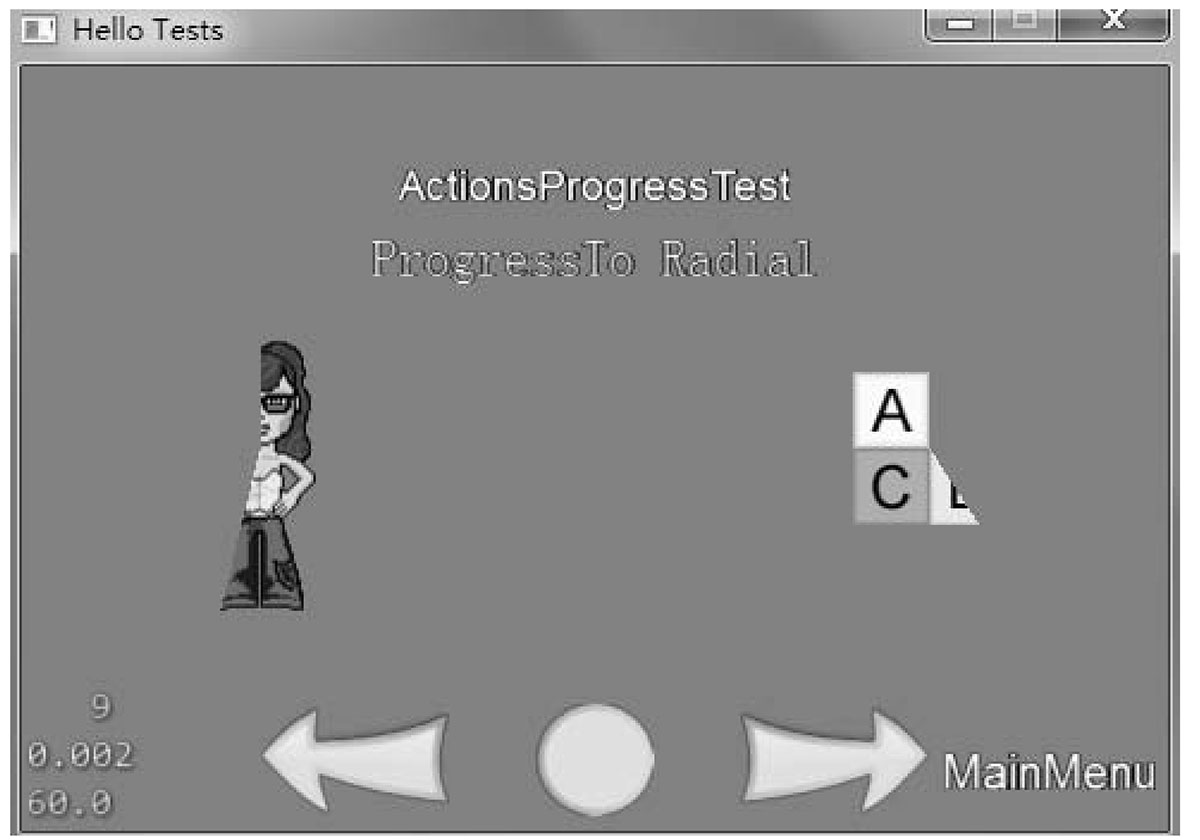 Hello Tests
ActionsProgressTest
ProgressTo Radial
A
C
9
0.002
60.0
MainMenu